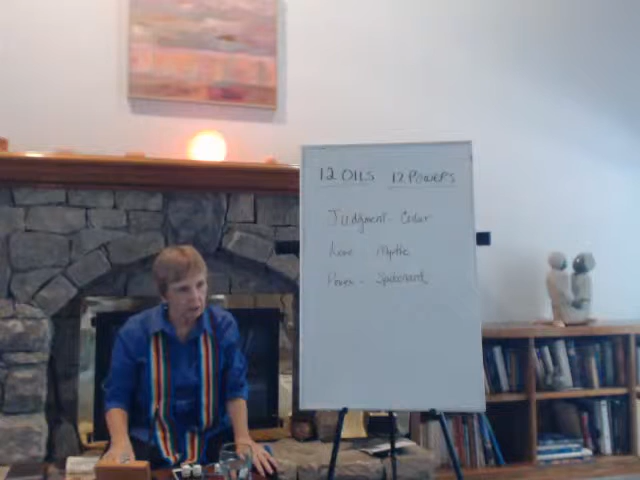 12 OILS 12 POWERS
Judgment - Cedar
Love - Myrtle
Power - Spikenard